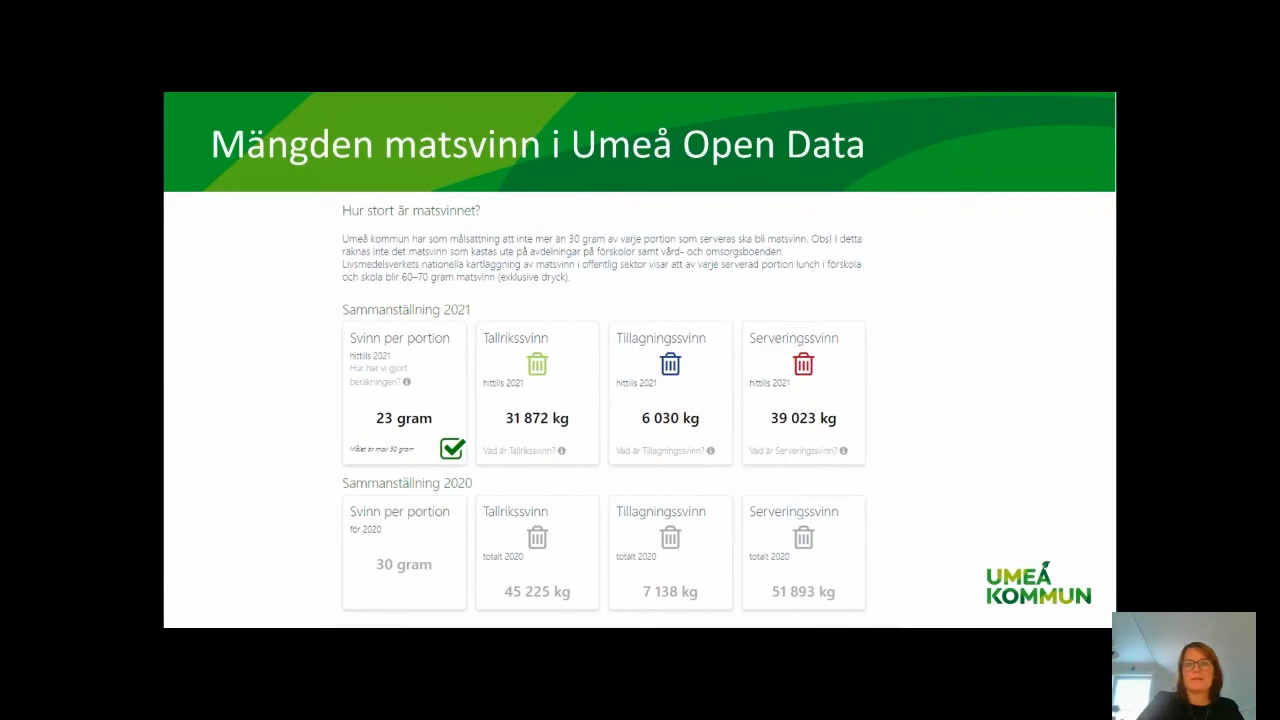 Mängden matsvinn i Umeå Open Data
Hur stort är matsvinnet?
Umeå kommun har som målsättning att inte mer än 30 gram av varje portion som serveras ska bli matsvinn. Obs! I detta
räknas inte det matsvinn som kastas ute på avdelningar på förskolor samt vård- och omsorgsboenden.
Livsmedelsverkets nationella kartläggning av matsvinn i offentlig sektor visar att av varje serverad portion lunch i förskola
och skola blir 60–70 gram matsvinn (exklusive dryck).
Sammanställning 2021
Svinn per portion
hittills 2021
Hur har vi gjort
beräkningen?
23 gram
Målet är max 30 gram
Tallrikssvinn
hittills 2021
31 872 kg
Vad är Tallrikssvinn?
Tillagningssvinn
hittills 2021
6 030 kg
Vad är Tillagningssvinn?
Serveringssvinn
hittills 2021
39 023 kg
Vad är Serveringssvinn?
Sammanställning 2020
Svinn per portion
för 2020
30 gram
Tallrikssvinn
totalt 2020
45 225 kg
Tillagningssvinn
totalt 2020
7 138 kg
Serveringssvinn
totalt 2020
51 893 kg
UMEÅ
KOMMUN